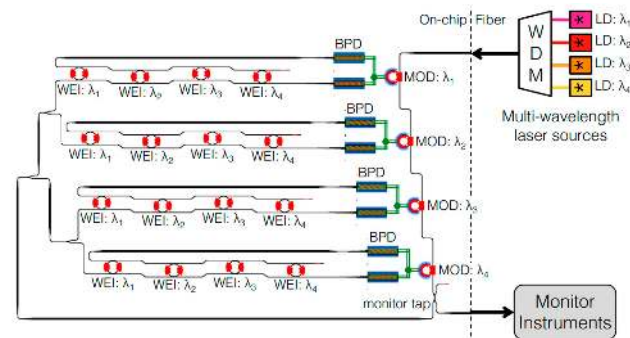 On-chip
Fiber
W
D
M
LD: λ₁
LD: λ₂
LD: λ₃
LD: λ₄
Multi-wavelength
laser sources
BPD
MOD: λ₁
WEI: λ₁ WEI: λ₂ WEI: λ₃ WEI: λ₄
BPD
MOD: λ₂
WEI: λ₁ WEI: λ₂ WEI: λ₃ WEI: λ₄
BPD
MOD: λ₃
WEI: λ₁ WEI: λ₂ WEI: λ₃ WEI: λ₄
BPD
MOD: λ₄
WEI: λ₁ WEI: λ₂ WEI: λ₃ WEI: λ₄
monitor tap
Monitor
Instruments